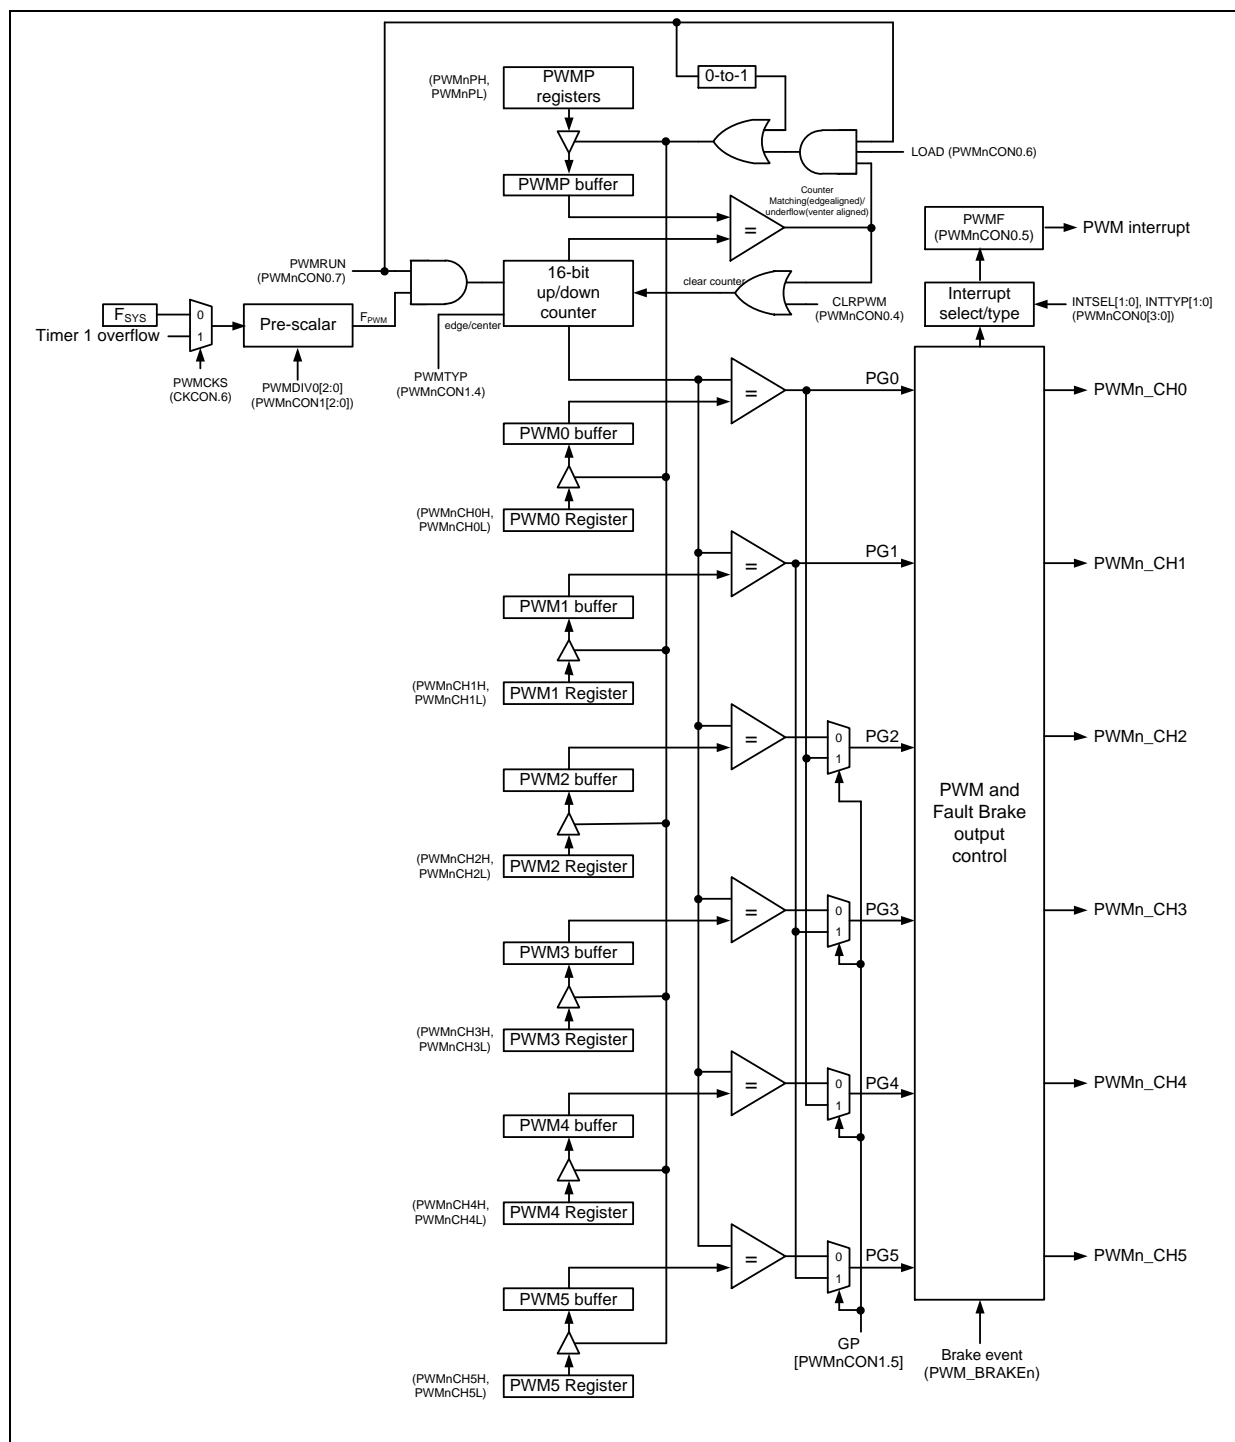 (PWMnPH,
PWMnPL)
PWMP
registers
0-to-1
LOAD (PWMnCON0.6)
PWMP buffer
Counter
Matching(edgealigned)/
underflow(venter aligned)
=
PWMF
(PWMnCON0.5)
PWM interrupt
PWMRUN
(PWMnCON0.7)
16-bit
up/down
counter
clear counter
CLRPWM
(PWMnCON0.4)
Interrupt
select/type
INTSEL[1:0], INTTYP[1:0]
(PWMnCON0[3:0])
FSYS
Timer 1 overflow
0
1
Pre-scalar
FPWM
edge/center
PWMCKS
(CKCON.6)
PWMDIV0[2:0]
(PWMnCON1[2:0])
PWMTYP
(PWMnCON1.4)
=
PG0
PWMn_CH0
PWM0 buffer
(PWMnCH0H,
PWMnCH0L)
PWM0 Register
=
PG1
PWMn_CH1
PWM1 buffer
(PWMnCH1H,
PWMnCH1L)
PWM1 Register
=
0
1
PG2
PWMn_CH2
PWM2 buffer
PWM and
Fault Brake
output
control
(PWMnCH2H,
PWMnCH2L)
PWM2 Register
=
0
1
PG3
PWMn_CH3
PWM3 buffer
(PWMnCH3H,
PWMnCH3L)
PWM3 Register
=
0
1
PG4
PWMn_CH4
PWM4 buffer
(PWMnCH4H,
PWMnCH4L)
PWM4 Register
=
0
1
PG5
PWMn_CH5
PWM5 buffer
GP
[PWMnCON1.5]
Brake event
(PWM_BRAKEn)
(PWMnCH5H,
PWMnCH5L)
PWM5 Register